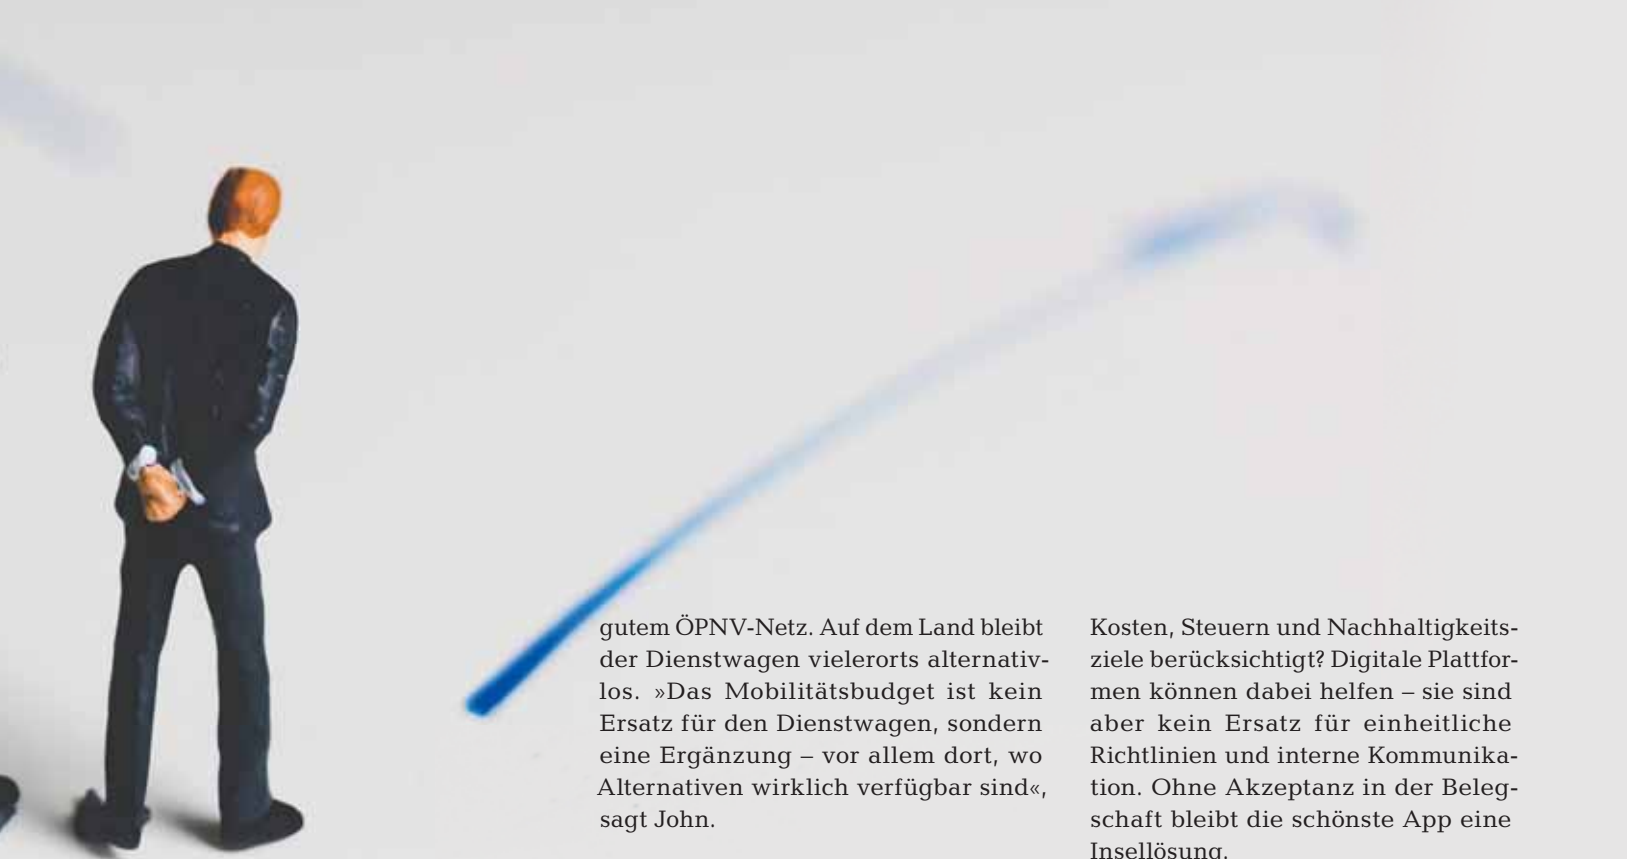 gutem ÖPNV-Netz. Auf dem Land bleibt
der Dienstwagen vielerorts alternativ-
los. »Das Mobilitätsbudget ist kein
Ersatz für den Dienstwagen, sondern
eine Ergänzung – vor allem dort, wo
Alternativen wirklich verfügbar sind«,
sagt John.
Kosten, Steuern und Nachhaltigkeits-
ziele berücksichtigt? Digitale Plattfor-
men können dabei helfen – sie sind
aber kein Ersatz für einheitliche
Richtlinien und interne Kommunika-
tion. Ohne Akzeptanz in der Beleg-
schaft bleibt die schönste App eine
Insellösung.